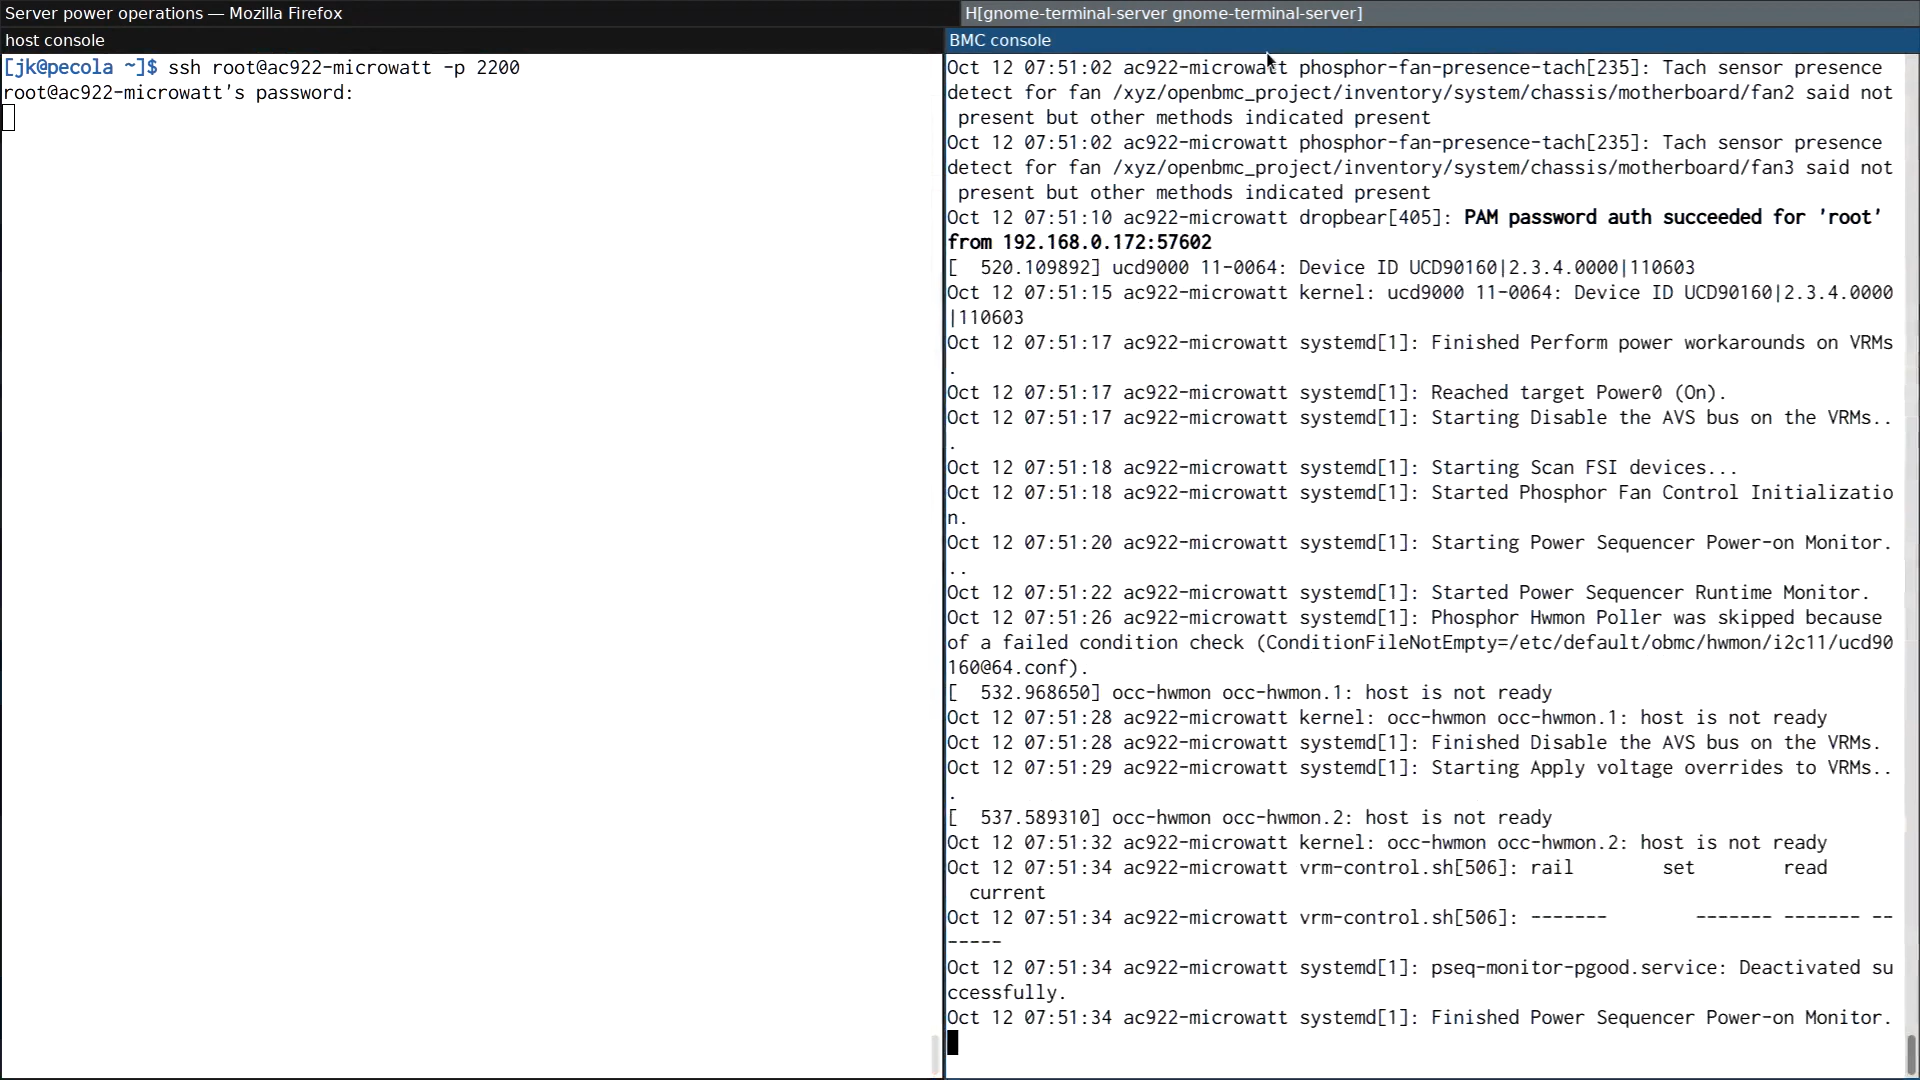 Server power operations — Mozilla Firefox
H[gnome-terminal-server gnome-terminal-server]
host console
[jk@pecola ~]$ ssh root@ac922-microwatt -p 2200
root@ac922-microwatt's password:
BMC console
Oct 12 07:51:02 ac922-microwatt phosphor-fan-presence-tach[235]: Tach sensor presence
detect for fan /xyz/openbmc_project/inventory/system/chassis/motherboard/fan2 said not
present but other methods indicated present
Oct 12 07:51:02 ac922-microwatt phosphor-fan-presence-tach[235]: Tach sensor presence
detect for fan /xyz/openbmc_project/inventory/system/chassis/motherboard/fan3 said not
present but other methods indicated present
Oct 12 07:51:10 ac922-microwatt dropbear[405]: PAM password auth succeeded for 'root'
from 192.168.0.172:57602
[  520.109892] ucd9000 11-0064: Device ID UCD90160|2.3.4.0000|110603
Oct 12 07:51:15 ac922-microwatt kernel: ucd9000 11-0064: Device ID UCD90160|2.3.4.0000
|110603
Oct 12 07:51:17 ac922-microwatt systemd[1]: Finished Perform power workarounds on VRMs
.
Oct 12 07:51:17 ac922-microwatt systemd[1]: Reached target Power0 (On).
Oct 12 07:51:17 ac922-microwatt systemd[1]: Starting Disable the AVS bus on the VRMs..
.
Oct 12 07:51:18 ac922-microwatt systemd[1]: Starting Scan FSI devices...
Oct 12 07:51:18 ac922-microwatt systemd[1]: Started Phosphor Fan Control Initializatio
n.
Oct 12 07:51:20 ac922-microwatt systemd[1]: Starting Power Sequencer Power-on Monitor.
..
Oct 12 07:51:22 ac922-microwatt systemd[1]: Started Power Sequencer Runtime Monitor.
Oct 12 07:51:26 ac922-microwatt systemd[1]: Phosphor Hwmon Poller was skipped because
of a failed condition check (ConditionFileNotEmpty=/etc/default/obmc/hwmon/i2c11/ucd90
160@64.conf).
[  532.968650] occ-hwmon occ-hwmon.1: host is not ready
Oct 12 07:51:28 ac922-microwatt kernel: occ-hwmon occ-hwmon.1: host is not ready
Oct 12 07:51:28 ac922-microwatt systemd[1]: Finished Disable the AVS bus on the VRMs.
Oct 12 07:51:29 ac922-microwatt systemd[1]: Starting Apply voltage overrides to VRMs..
.
[  537.589310] occ-hwmon occ-hwmon.2: host is not ready
Oct 12 07:51:32 ac922-microwatt kernel: occ-hwmon occ-hwmon.2: host is not ready
Oct 12 07:51:34 ac922-microwatt vrm-control.sh[506]: rail        set        read
  current
Oct 12 07:51:34 ac922-microwatt vrm-control.sh[506]: -------        ------- ------- --
-----
Oct 12 07:51:34 ac922-microwatt systemd[1]: pseq-monitor-pgood.service: Deactivated su
ccessfully.
Oct 12 07:51:34 ac922-microwatt systemd[1]: Finished Power Sequencer Power-on Monitor.